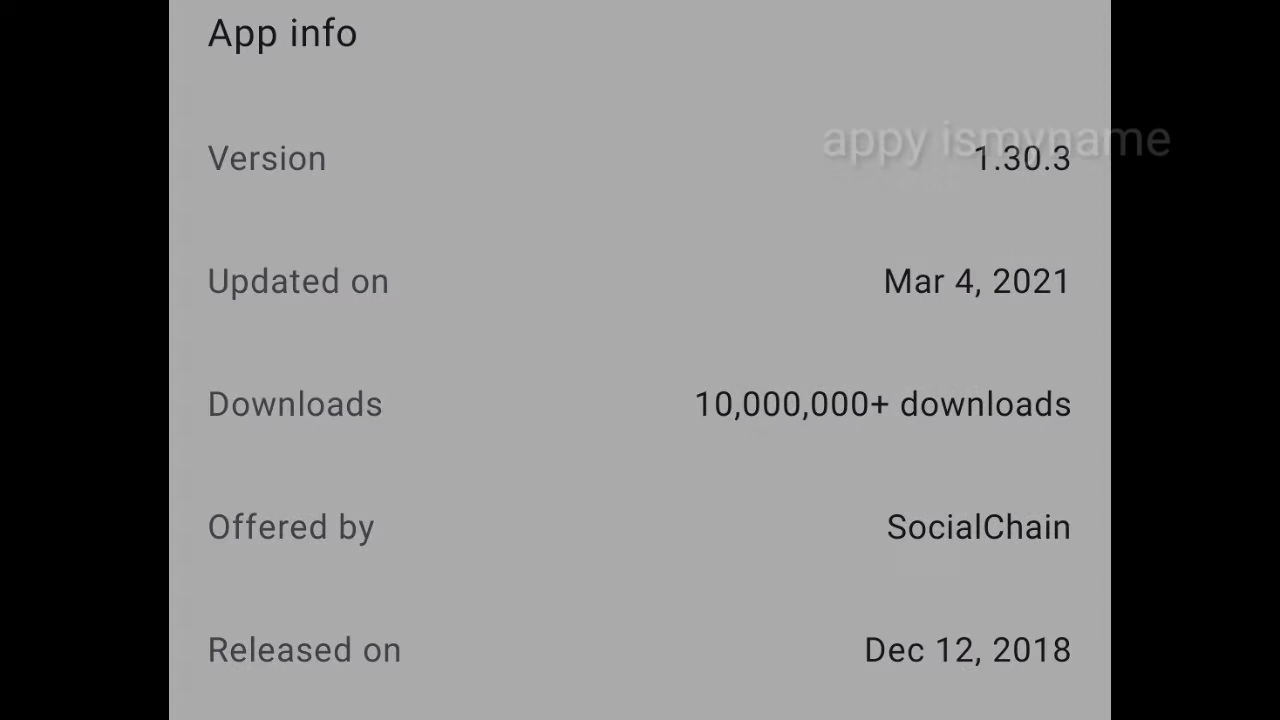 App info
appy ismyname
Version 1.30.3
Updated on Mar 4, 2021
Downloads 10,000,000+ downloads
Offered by SocialChain
Released on Dec 12, 2018